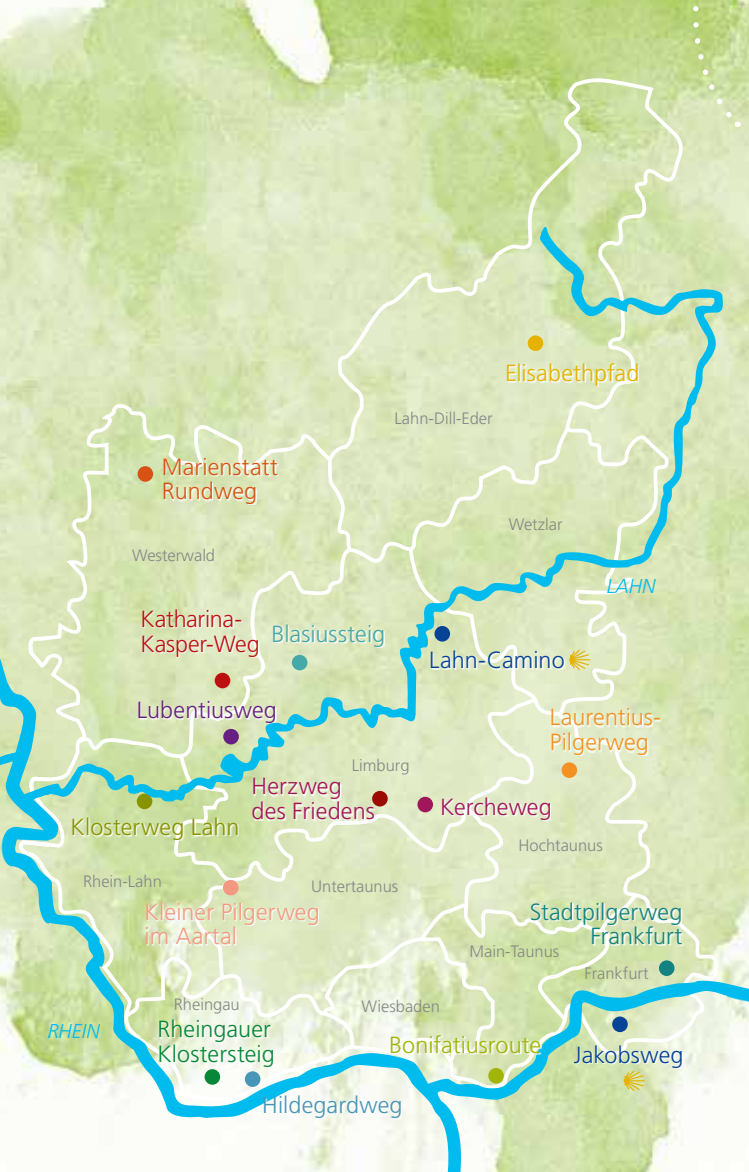 Elisabethpfad
Lahn-Dill-Eder
Marienstatt
Rundweg
Wetzlar
Westerwald
LAHN
Katharina-
Kasper-Weg
Blasiussteig
Lahn-Camino
Lubentiusweg
Laurentius-
Pilgerweg
Limburg
Herzweg
des Friedens
Kercheweg
Klosterweg Lahn
Hochtaunus
Rhein-Lahn
Untertaunus
Kleiner Pilgerweg
im Aartal
Stadtpilgerweg
Frankfurt
Main-Taunus
Frankfurt
Rheingau
Wiesbaden
RHEIN
Rheingauer
Klostersteig
Bonifatiusroute
Jakobsweg
Hildegardweg